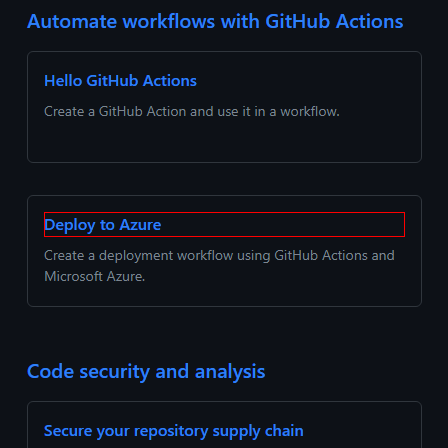 Automate workflows with GitHub Actions
Hello GitHub Actions
Create a GitHub Action and use it in a workflow.
Deploy to Azure
Create a deployment workflow using GitHub Actions and
Microsoft Azure.
Code security and analysis
Secure your repository supply chain